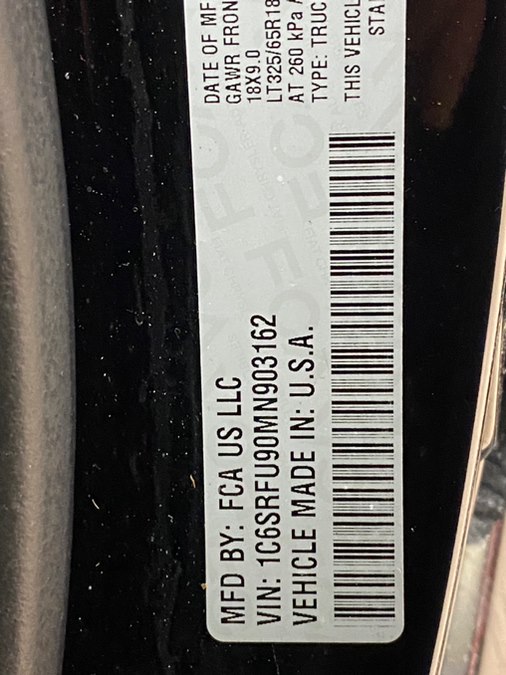 MFD BY: FCA US LLC
VIN: 1C6SRFU90MN903162
VEHICLE MADE IN: U.S.A.
DATE OF MF
GAWR FRON
18X9.0
LT325/65R18
AT 260 kPa
TYPE: TRUC
THIS VEHICL
STA